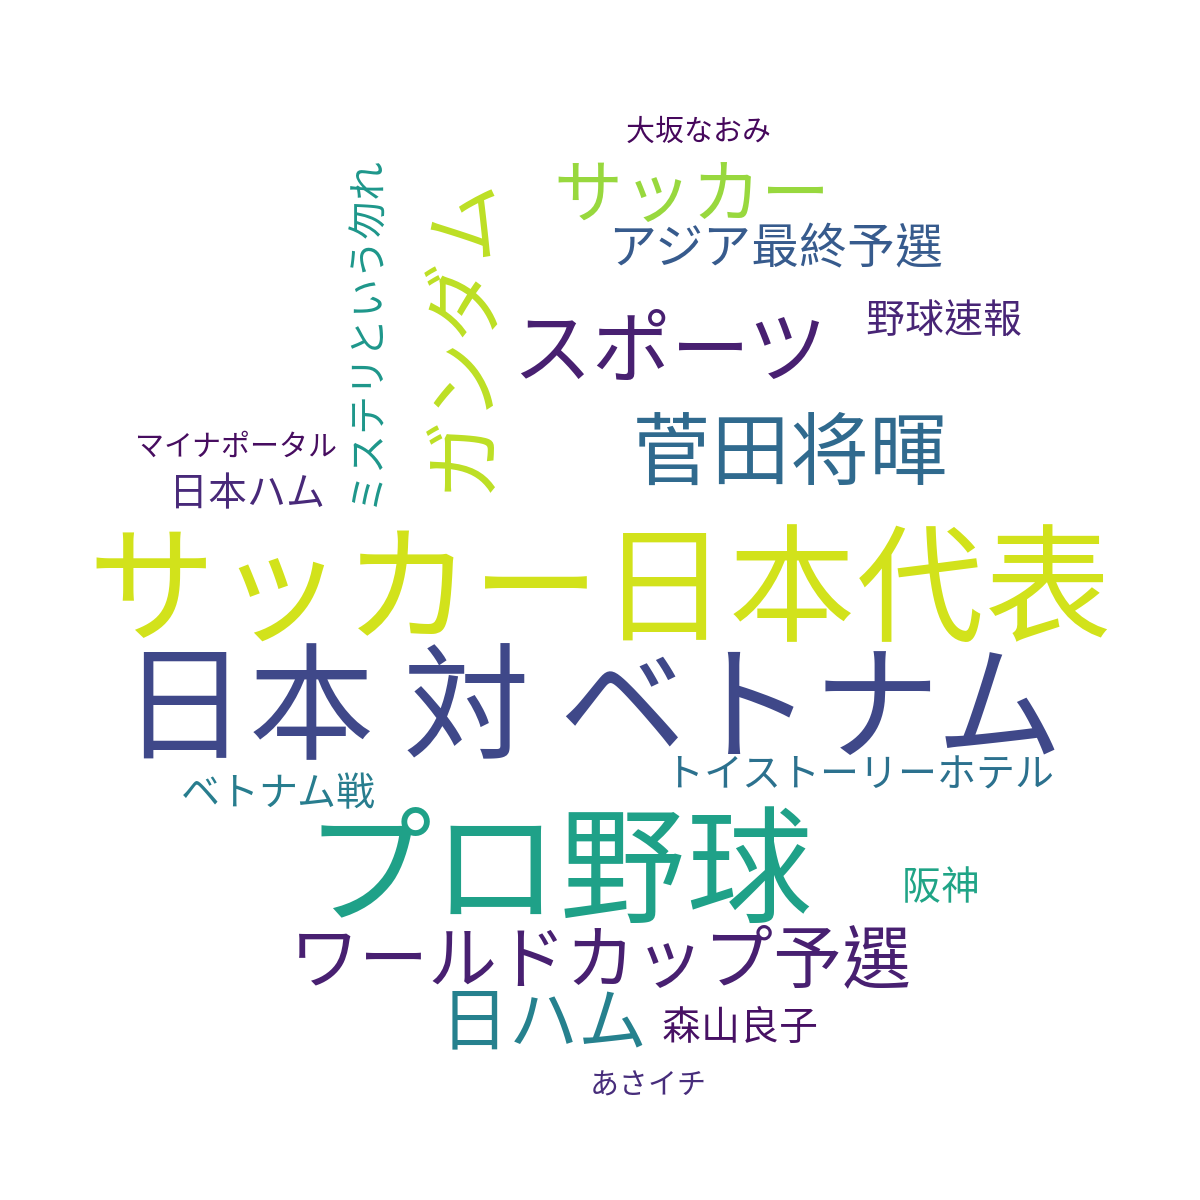 大坂なおみ
サッカー
アジア最終予選
ミステリという勿れ
ガンダム
スポーツ
野球速報
菅田将暉
マイナポータル
日本ハム
サッカー日本代表
日本 対 ベトナム
ベトナム戦
トイストーリーホテル
プロ野球
阪神
ワールドカップ予選
日ハム
森山良子
あさイチ